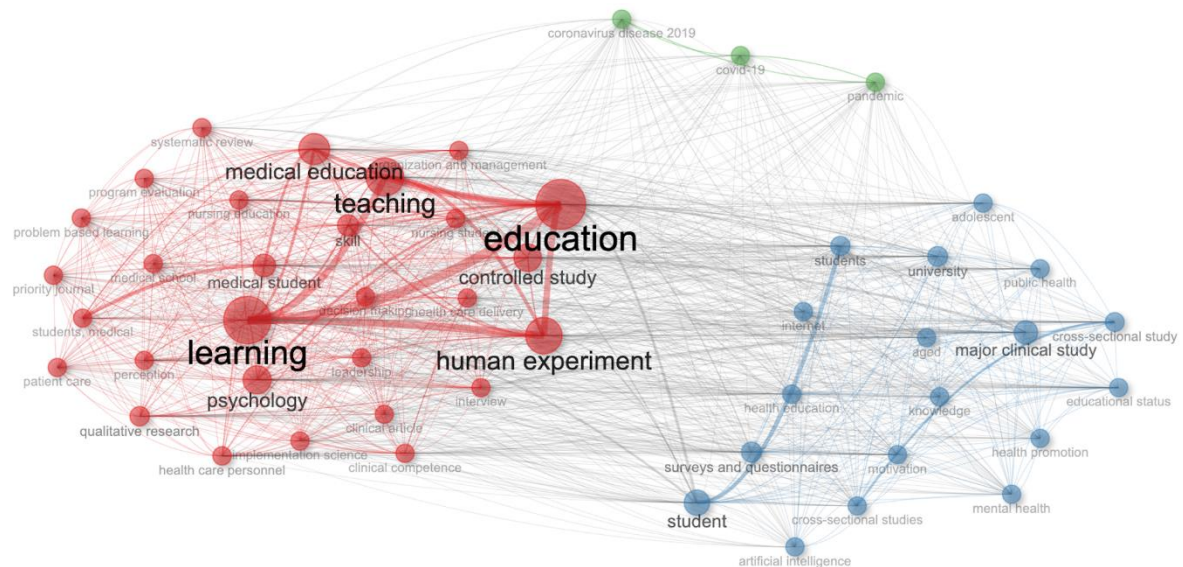 coronavirus disease 2019
covid-19
pandemic
systematic review
medical education
organization and management
program evaluation
teaching
nursing education
adolescent
problem based learning
skill
nursing student
education
students
university
medical school
medical student
controlled study
public health
priority journal
decision making
health care delivery
internet
students, medical
learning
human experiment
aged
major clinical study
cross-sectional study
patient care
perception
leadership
psychology
interview
health education
knowledge
educational status
qualitative research
clinical article
implementation science
health care personnel
clinical competence
surveys and questionnaires
motivation
health promotion
student
cross-sectional studies
mental health
artificial intelligence